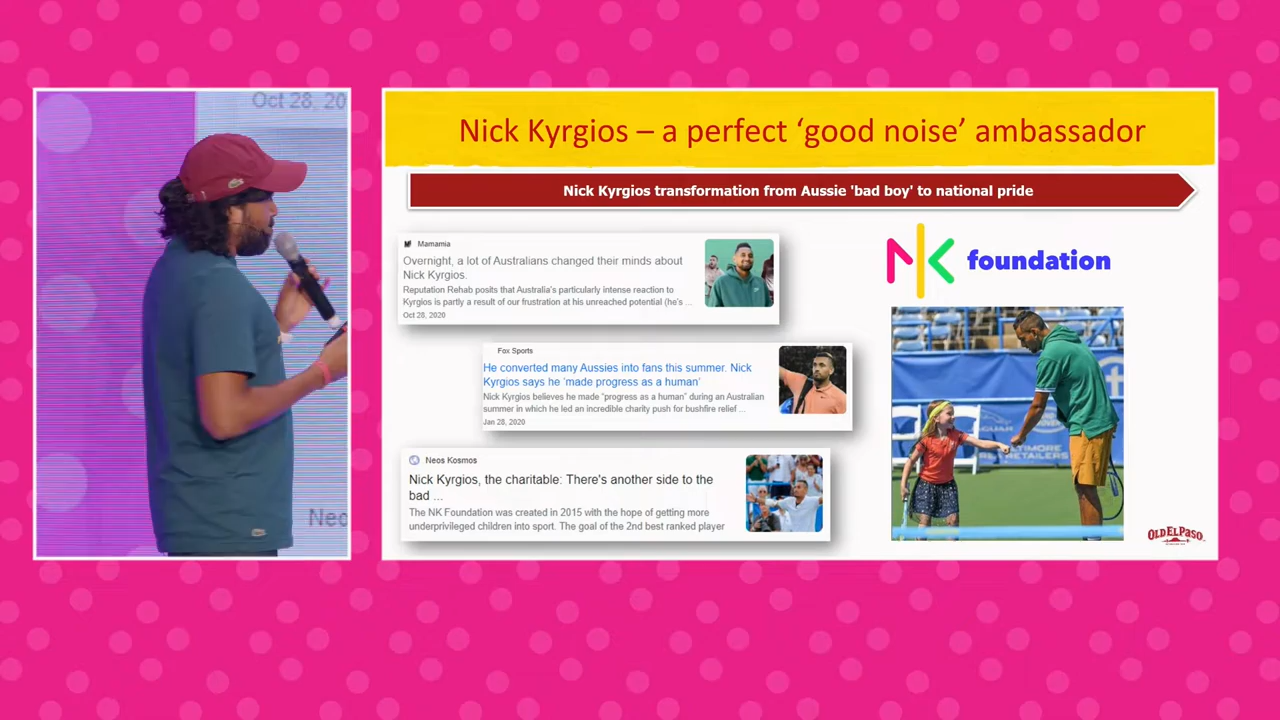 Oct 28, 20
Neo
Nick Kyrgios – a perfect ‘good noise’ ambassador
Nick Kyrgios transformation from Aussie 'bad boy' to national pride
Mamamia
Overnight, a lot of Australians changed their minds about
Nick Kyrgios.
Reputation Rehab posits that Australia's particularly intense reaction to
Kyrgios is partly a result of our frustration at his unreached potential (he's ...
Oct 28, 2020
Fox Sports
He converted many Aussies into fans this summer. Nick
Kyrgios says he ‘made progress as a human’
Nick Kyrgios believes he made “progress as a human” during an Australian
summer in which he led an incredible charity push for bushfire relief ...
Jan 28, 2020
Neos Kosmos
Nick Kyrgios, the charitable: There's another side to the
bad ...
The NK Foundation was created in 2015 with the hope of getting more
underprivileged children into sport. The goal of the 2nd best ranked player
NK foundation
OLD EL PASO